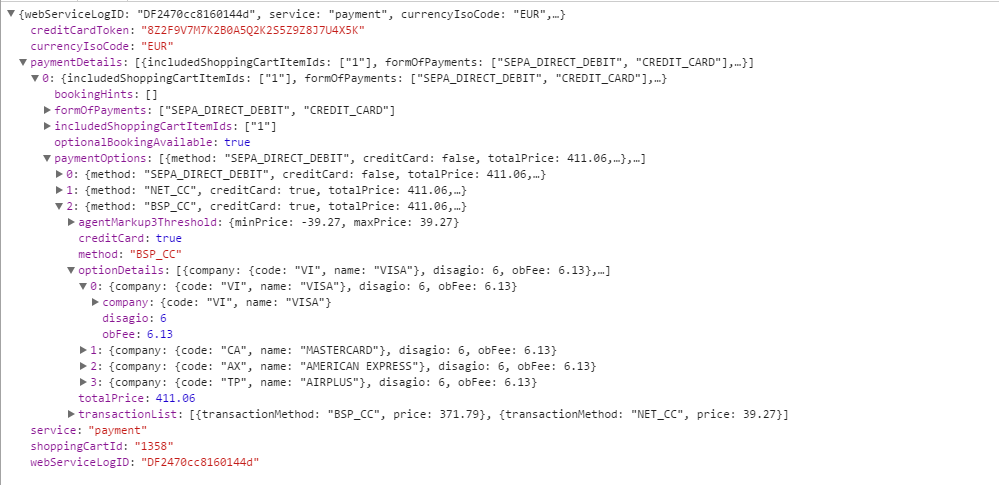 {webServiceLogID: "DF2470cc8160144d", service: "payment", currencyIsoCode: "EUR",…}
creditCardToken: "8Z2F9V7M7K2B0A5Q2K2S5Z9Z8J7U4X5K"
currencyIsoCode: "EUR"
paymentDetails: [{includedShoppingCartItemIds: ["1"], formOfPayments: ["SEPA_DIRECT_DEBIT", "CREDIT_CARD"],…}]
0: {includedShoppingCartItemIds: ["1"], formOfPayments: ["SEPA_DIRECT_DEBIT", "CREDIT_CARD"],…}
bookingHints: []
formOfPayments: ["SEPA_DIRECT_DEBIT", "CREDIT_CARD"]
includedShoppingCartItemIds: ["1"]
optionalBookingAvailable: true
paymentOptions: [{method: "SEPA_DIRECT_DEBIT", creditCard: false, totalPrice: 411.06,…},…]
0: {method: "SEPA_DIRECT_DEBIT", creditCard: false, totalPrice: 411.06,…}
1: {method: "NET_CC", creditCard: true, totalPrice: 411.06,…}
2: {method: "BSP_CC", creditCard: true, totalPrice: 411.06,…}
agentMarkup3Threshold: {minPrice: -39.27, maxPrice: 39.27}
creditCard: true
method: "BSP_CC"
optionDetails: [{company: {code: "VI", name: "VISA"}, disagio: 6, obFee: 6.13},…]
0: {company: {code: "VI", name: "VISA"}, disagio: 6, obFee: 6.13}
company: {code: "VI", name: "VISA"}
disagio: 6
obFee: 6.13
1: {company: {code: "CA", name: "MASTERCARD"}, disagio: 6, obFee: 6.13}
2: {company: {code: "AX", name: "AMERICAN EXPRESS"}, disagio: 6, obFee: 6.13}
3: {company: {code: "TP", name: "AIRPLUS"}, disagio: 6, obFee: 6.13}
totalPrice: 411.06
transactionList: [{transactionMethod: "BSP_CC", price: 371.79}, {transactionMethod: "NET_CC", price: 39.27}]
service: "payment"
shoppingCartId: "1358"
webServiceLogID: "DF2470cc8160144d"